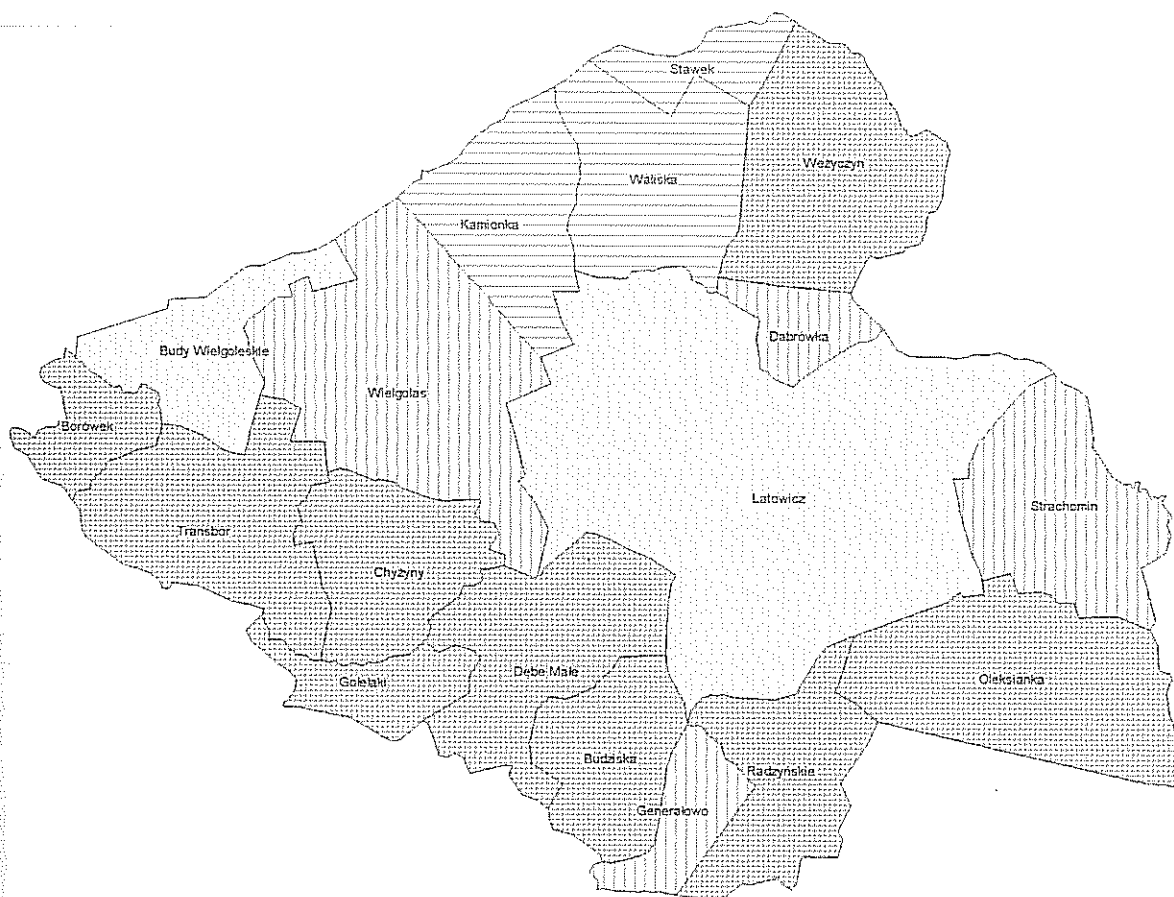 Stawek
Wężyczyn
Waliska
Kamionka
Dąbrówka
Budy Wielgoleskie
Wielgolas
Borówek
Latowicz
Strachomin
Transbór
Chyżyny
Dębe Małe
Oleksianka
Gołełąki
Budziska
Radzyńskie
Generałowo